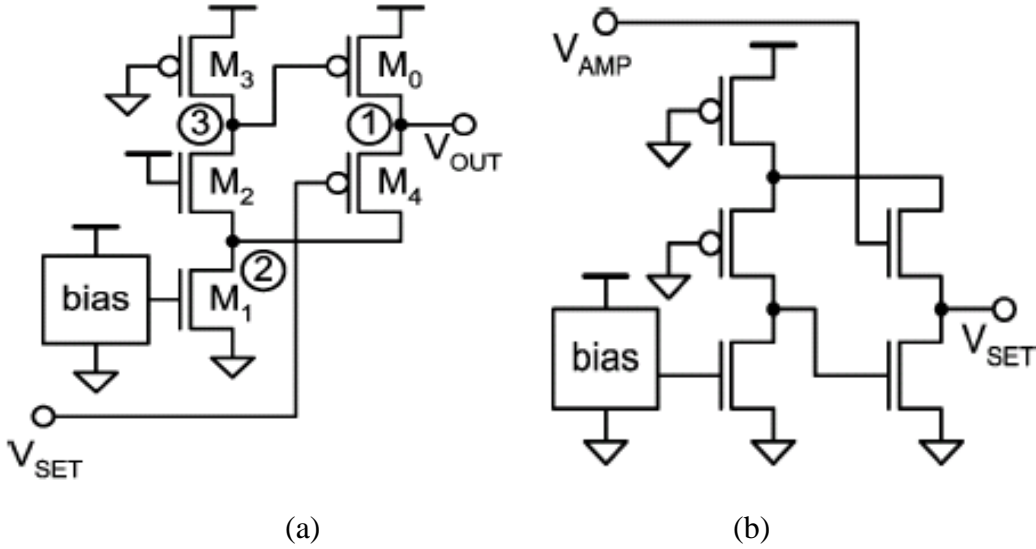 M3
M0
3
1
VOUT
M2
M4
2
bias
M1
VSET
(a)
VAMP
bias
VSET
(b)